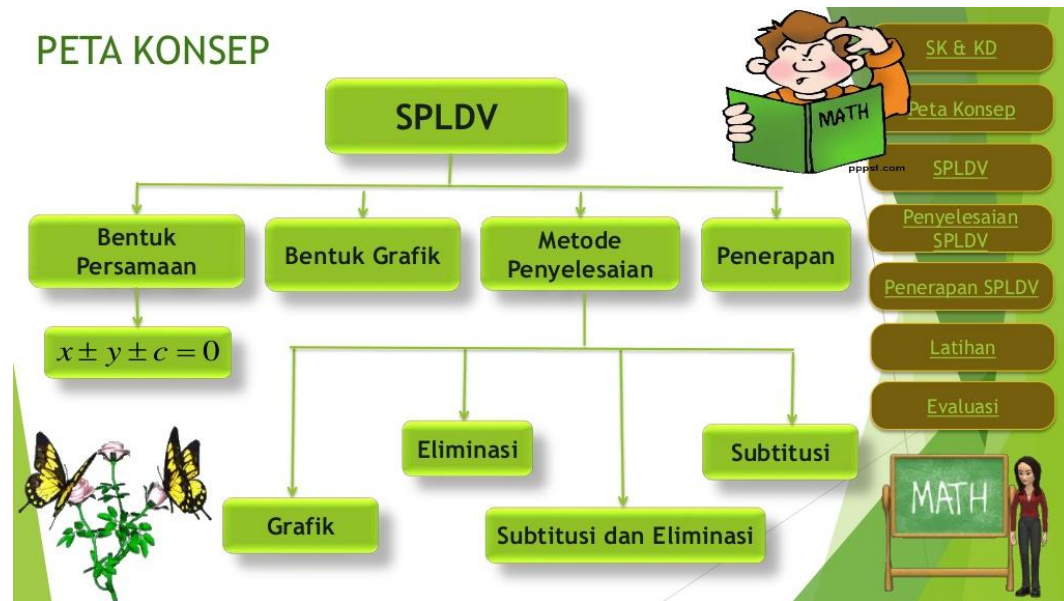 PETA KONSEP
SPLDV
Bentuk
Persamaan
Bentuk Grafik
Metode
Penyelesaian
Penerapan
x ± y ± c = 0
Eliminasi
Subtitusi
Grafik
Subtitusi dan Eliminasi
MATH
pppst.com
SK & KD
Peta Konsep
SPLDV
Penyelesaian
SPLDV
Penerapan SPLDV
Latihan
Evaluasi
MATH